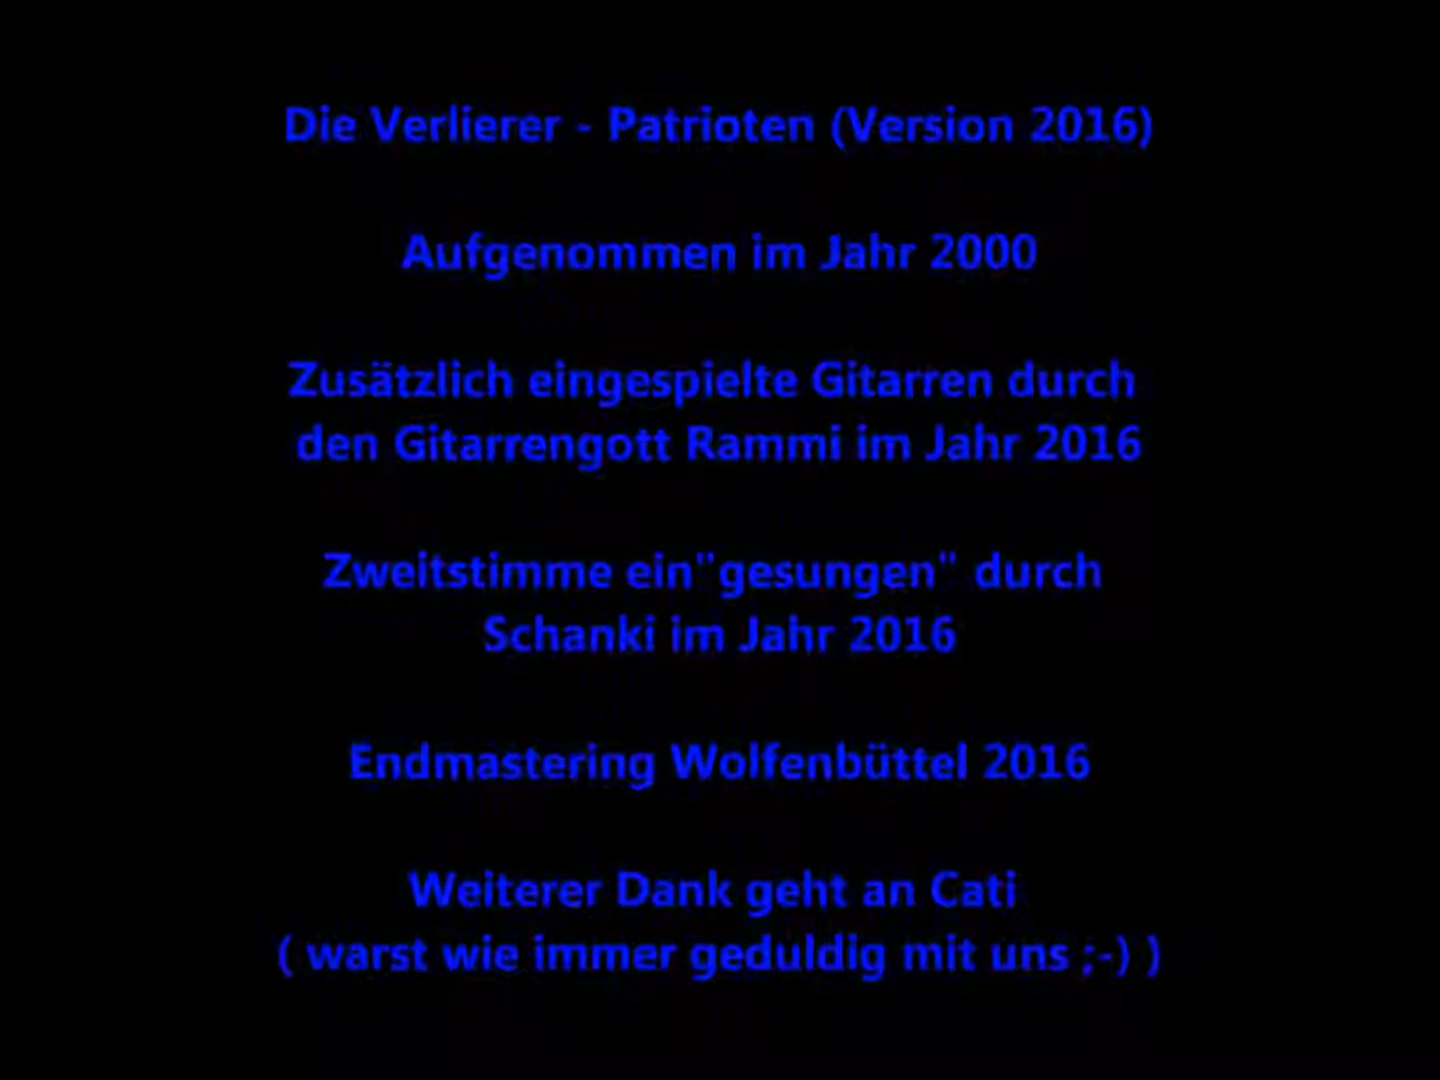 Die Verlierer - Patrioten (Version 2016)
Aufgenommen im Jahr 2000
Zusätzlich eingespielte Gitarren durch
den Gitarrengott Rammi im Jahr 2016
Zweitstimme ein"gesungen" durch
Schanki im Jahr 2016
Endmastering Wolfenbüttel 2016
Weiterer Dank geht an Cati
( warst wie immer geduldig mit uns ;-) )